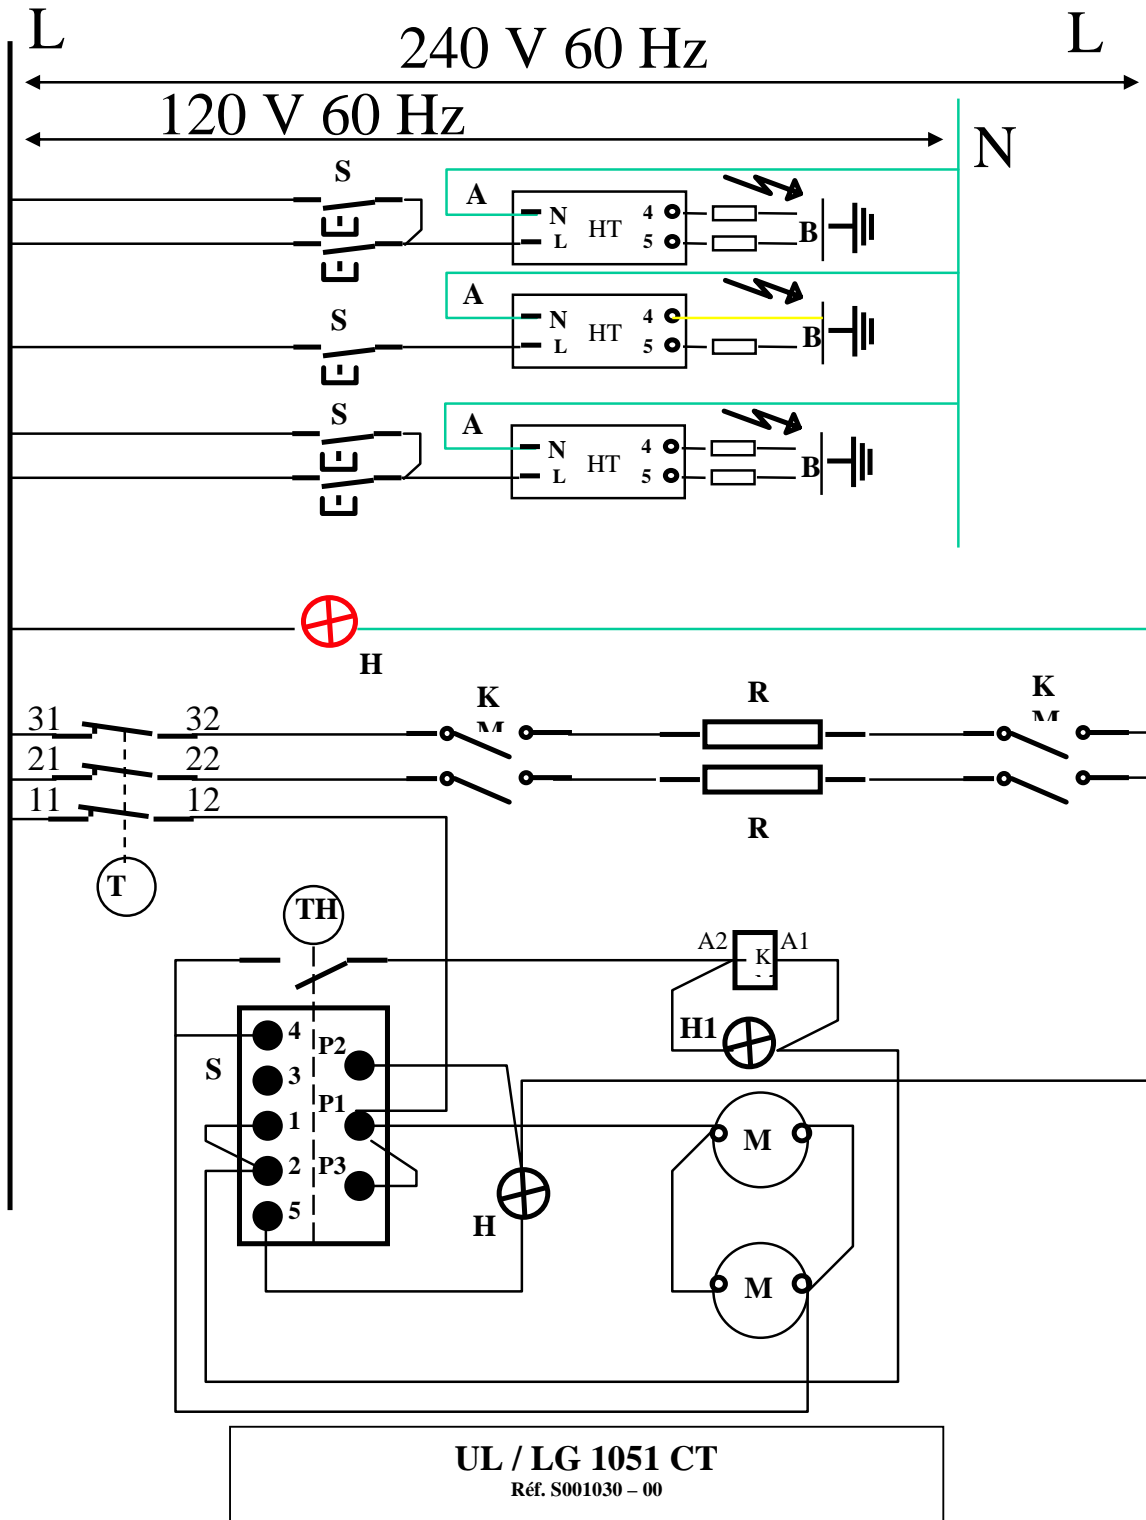 L
L
240 V 60 Hz
120 V 60 Hz
N
S
A
N
L
HT
4
5
B
S
A
N
L
HT
4
5
B
S
A
N
L
HT
4
5
B
H
31
32
K
R
K
21
22
11
12
R
T
TH
A2
K
A1
S
4
P2
H1
3
P1
1
M
2
P3
5
H
M
UL / LG 1051 CT
Réf. S001030 – 00